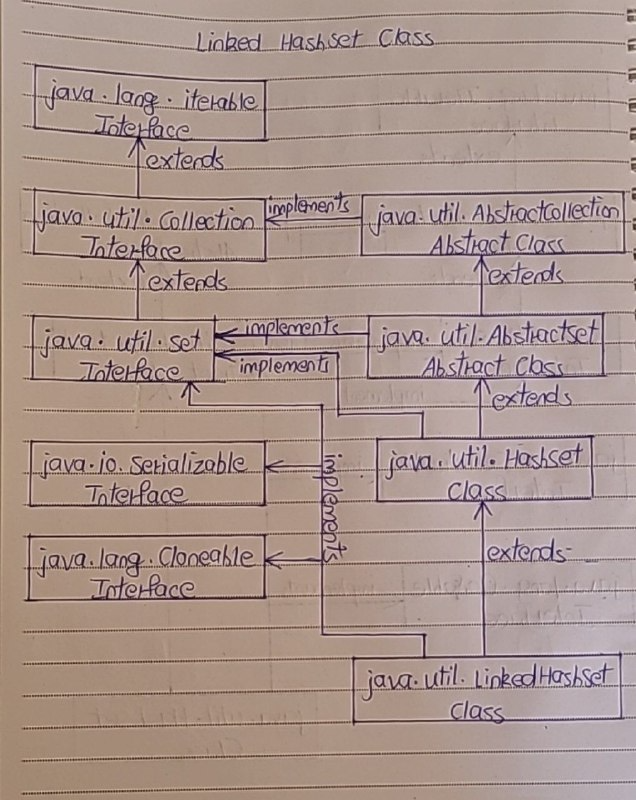 Linked Hashset Class
java.lang.iterable
Interface
extends
java.util.Collection
Interface
implements
java.util.AbstractCollection
Abstract Class
extends
extends
java.util.set
Interface
implements
implements
java.util.Abstractset
Abstract Class
extends
java.io.Serializable
Interface
implements
java.util.Hashset
Class
java.lang.Cloneable
Interface
extends
java.util.LinkedHashset
Class